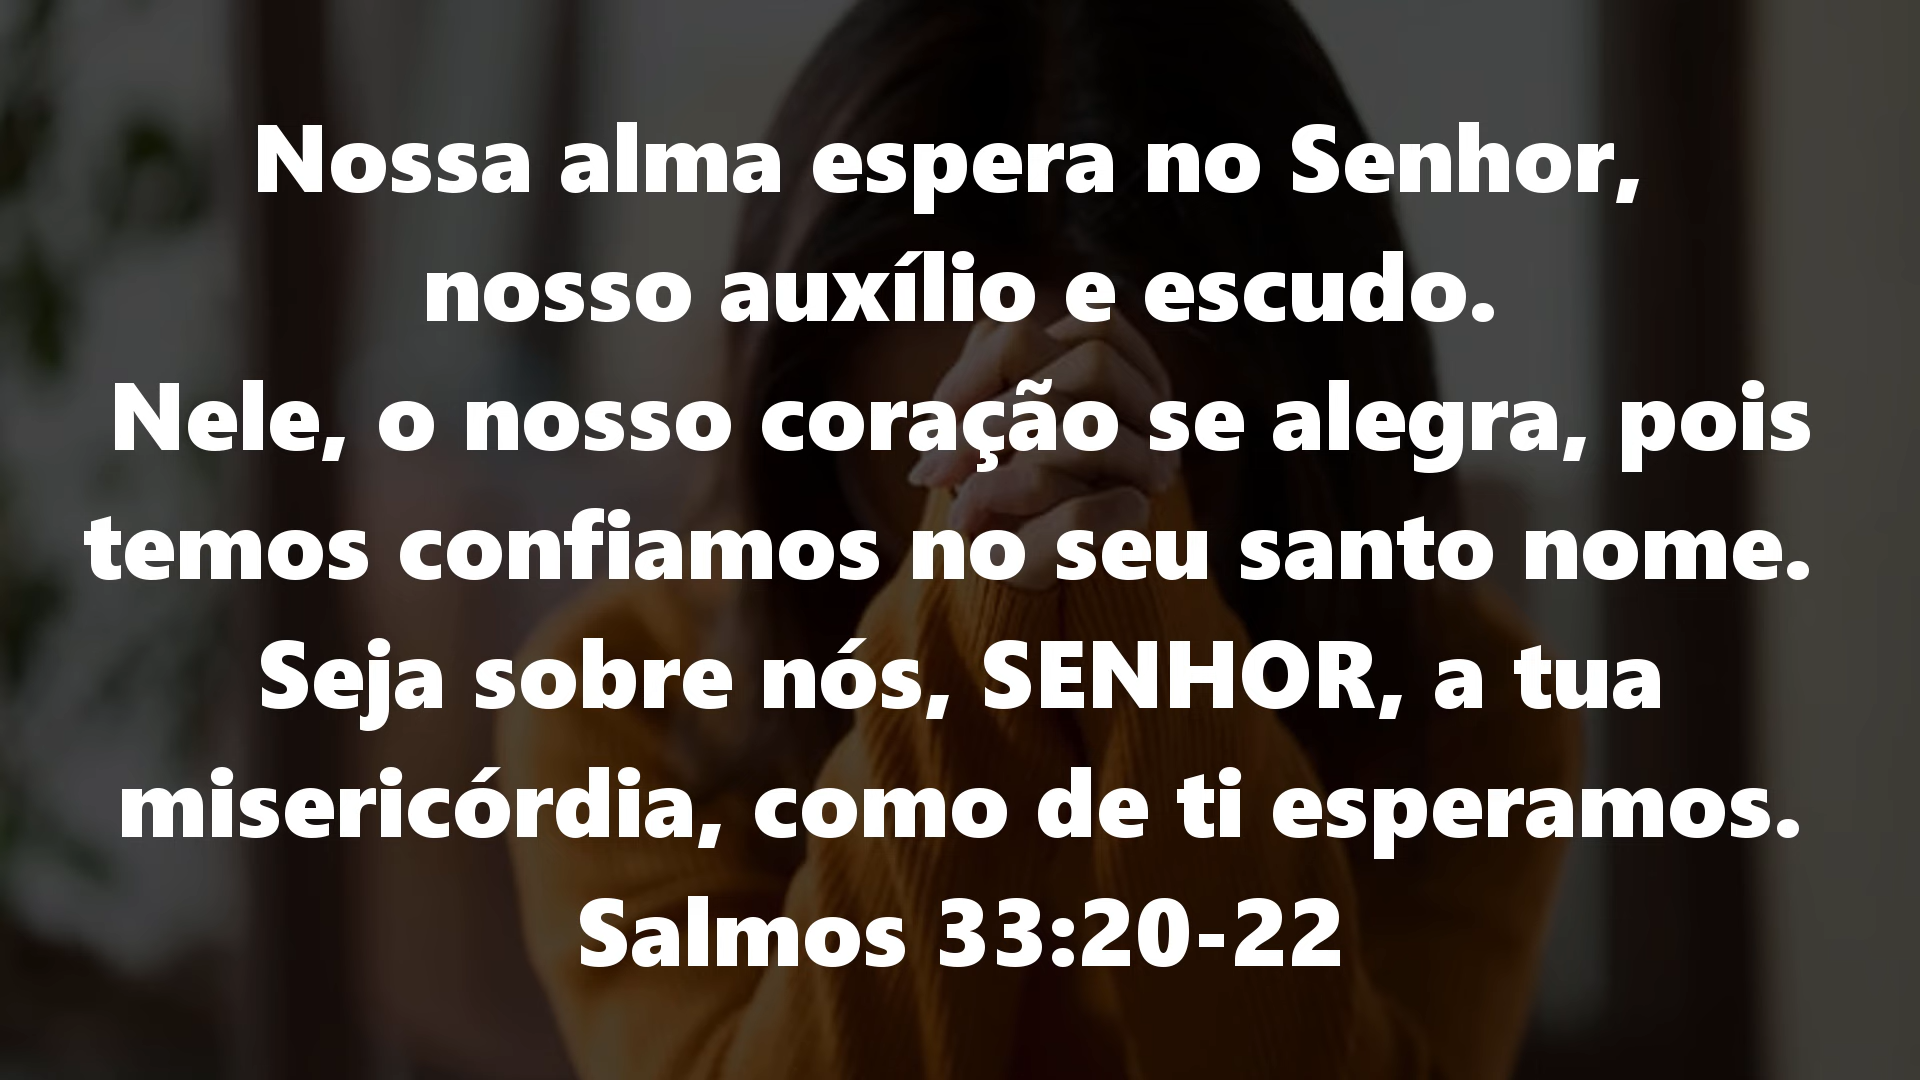 Nossa alma espera no Senhor,
nosso auxílio e escudo.
Nele, o nosso coração se alegra, pois
temos confiamos no seu santo nome.
Seja sobre nós, SENHOR, a tua
misericórdia, como de ti esperamos.
Salmos 33:20-22